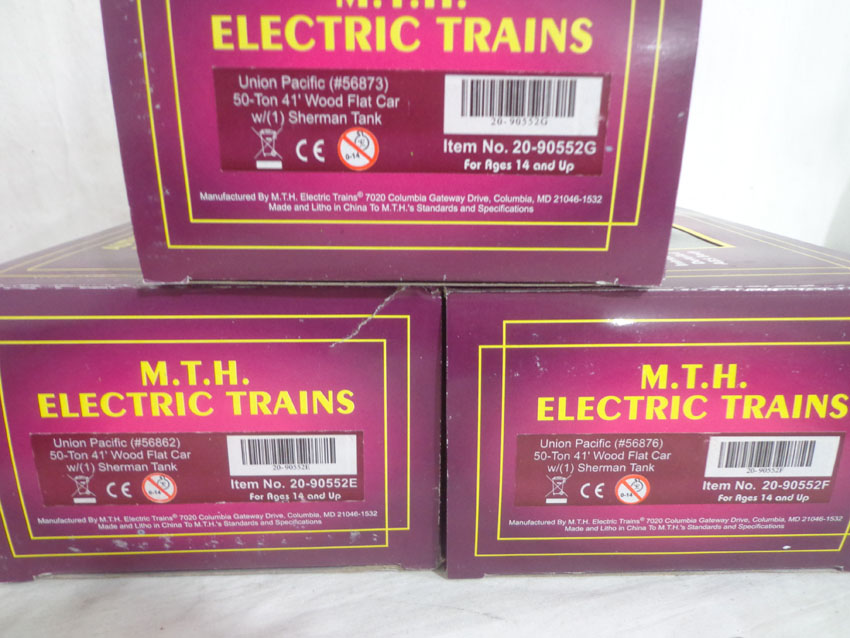 M.T.H.
ELECTRIC TRAINS
Union Pacific (#56873)
50-Ton 41' Wood Flat Car
w/(1) Sherman Tank
CE
0-14
20-90552G
Item No. 20-90552G
For Ages 14 and Up
Manufactured By M.T.H. Electric Trains® 7020 Columbia Gateway Drive, Columbia, MD 21046-1532
Made and Litho in China To M.T.H.'s Standards and Specifications
M.T.H.
ELECTRIC TRAINS
Union Pacific (#56862)
50-Ton 41' Wood Flat Car
w/(1) Sherman Tank
CE
0-14
20-90552E
Item No. 20-90552E
For Ages 14 and Up
Manufactured By M.T.H. Electric Trains® 7020 Columbia Gateway Drive, Columbia, MD 21046-1532
Made and Litho in China To M.T.H.'s Standards and Specifications
M.T.H.
ELECTRIC TRAINS
Union Pacific (#56876)
50-Ton 41' Wood Flat Car
w/(1) Sherman Tank
CE
0-14
20-90552F
Item No. 20-90552F
For Ages 14 and Up
Manufactured By M.T.H. Electric Trains® 7020 Columbia Gateway Drive, Columbia, MD 21046-1532
Made and Litho in China To M.T.H.'s Standards and Specifications